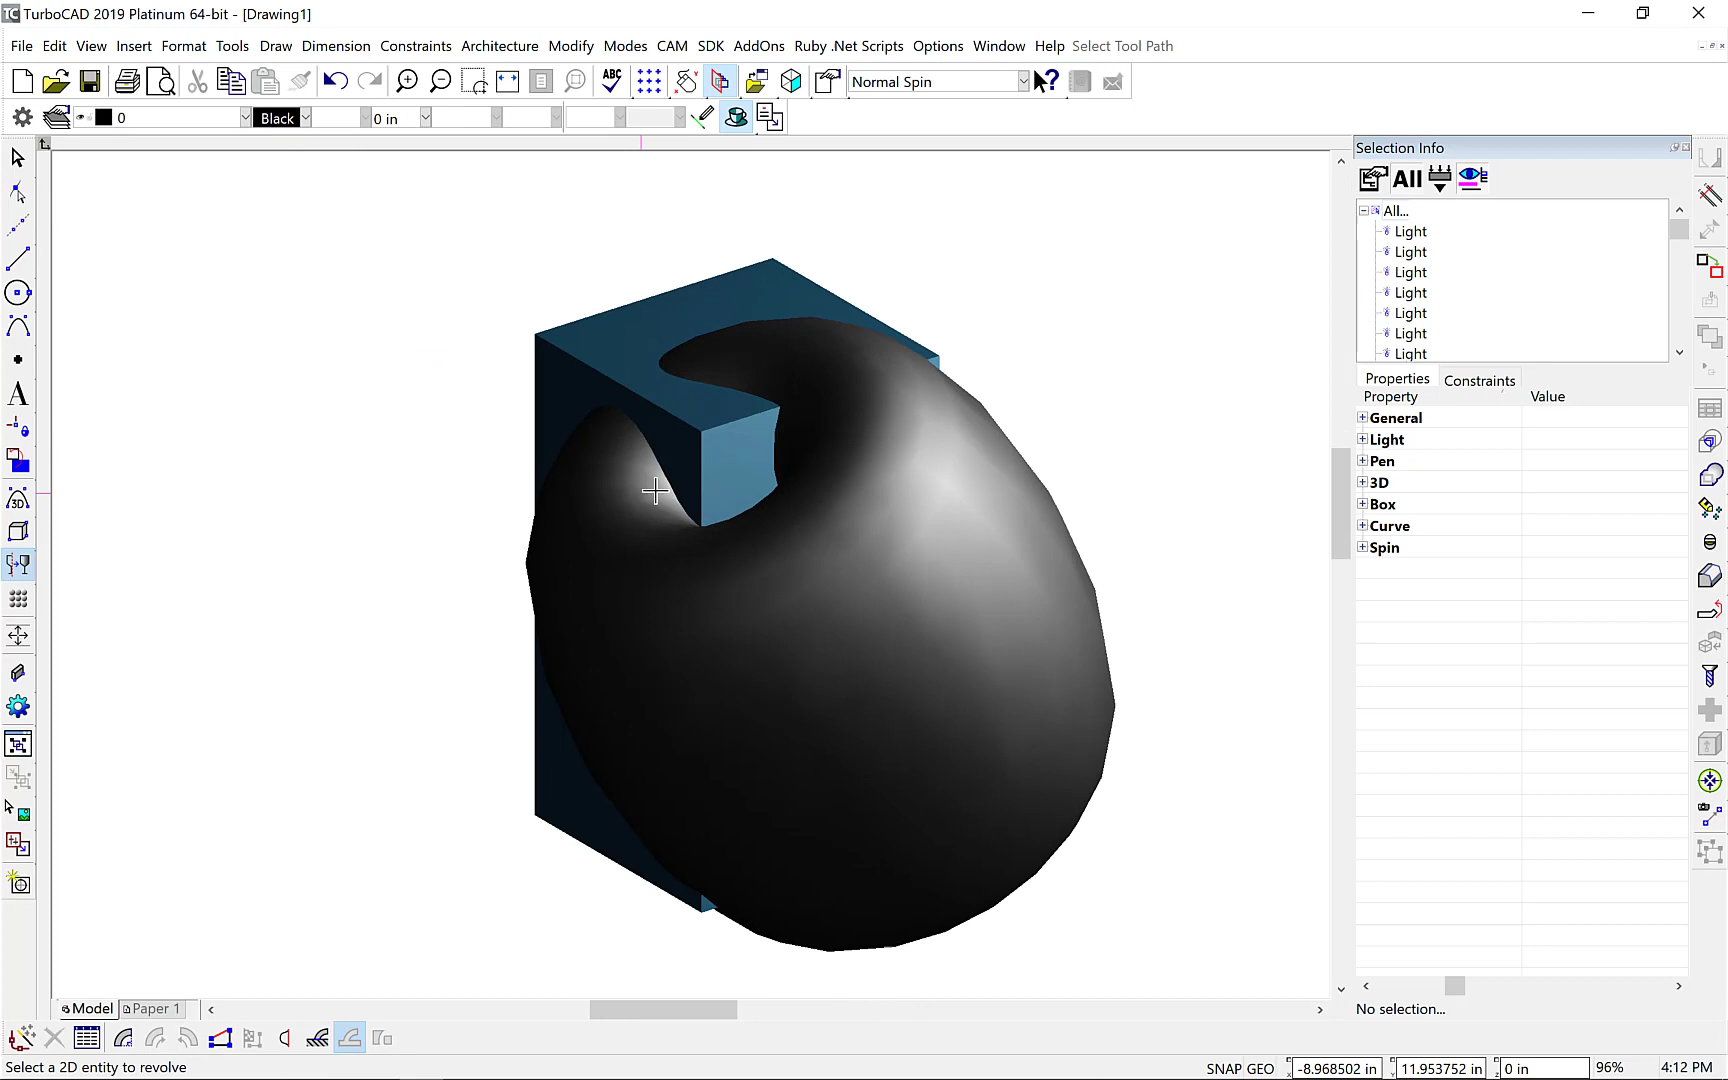 TC TurboCAD 2019 Platinum 64-bit - [Drawing1]
File Edit View Insert Format Tools Draw Dimension Constraints Architecture Modify Modes CAM SDK AddOns Ruby .Net Scripts Options Window Help Select Tool Path
ABC Normal Spin
0 Black 0 in
Selection Info
All
All...
Light
Light
Light
Light
Light
Light
Light
Properties Constraints
Property Value
General
Light
Pen
3D
Box
Curve
Spin
A
3D
Model Paper 1
No selection...
Select a 2D entity to revolve SNAP GEO -8.968502 in 11.953752 in 0 in 96% 4:12 PM